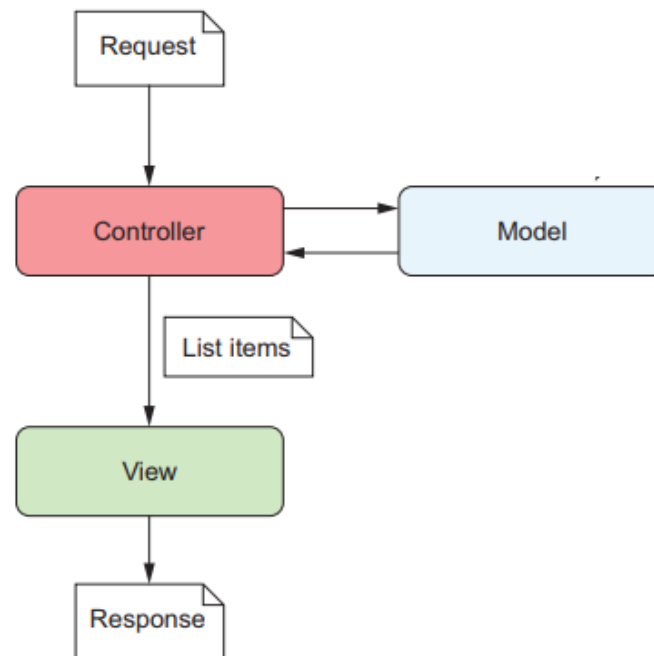 Request
Controller
Model
List items
View
Response